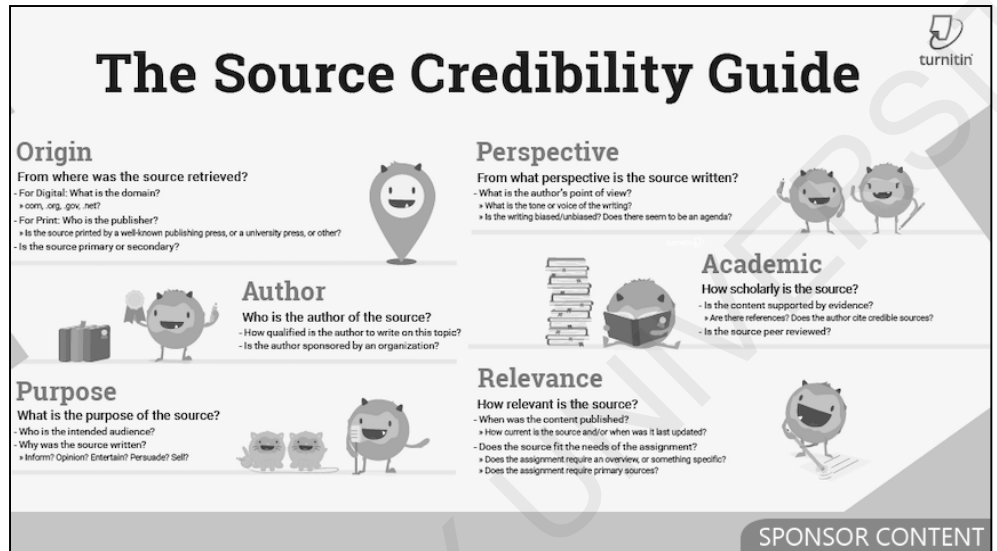 turnitin
The Source Credibility Guide
Origin
From where was the source retrieved?
- For Digital: What is the domain?
» com, .org, .gov, .net?
- For Print: Who is the publisher?
» Is the source printed by a well-known publishing press, or a university press, or other?
- Is the source primary or secondary?
Author
Who is the author of the source?
- How qualified is the author to write on this topic?
- Is the author sponsored by an organization?
Purpose
What is the purpose of the source?
- Who is the intended audience?
- Why was the source written?
» Inform? Opinion? Entertain? Persuade? Sell?
Perspective
From what perspective is the source written?
- What is the author's point of view?
» What is the tone or voice of the writing?
» Is the writing biased/unbiased? Does there seem to be an agenda?
Academic
How scholarly is the source?
- Is the content supported by evidence?
» Are there references? Does the author cite credible sources?
- Is the source peer reviewed?
Relevance
How relevant is the source?
- When was the content published?
» How current is the source and/or when was it last updated?
- Does the source fit the needs of the assignment?
» Does the assignment require an overview, or something specific?
» Does the assignment require primary sources?
SPONSOR CONTENT